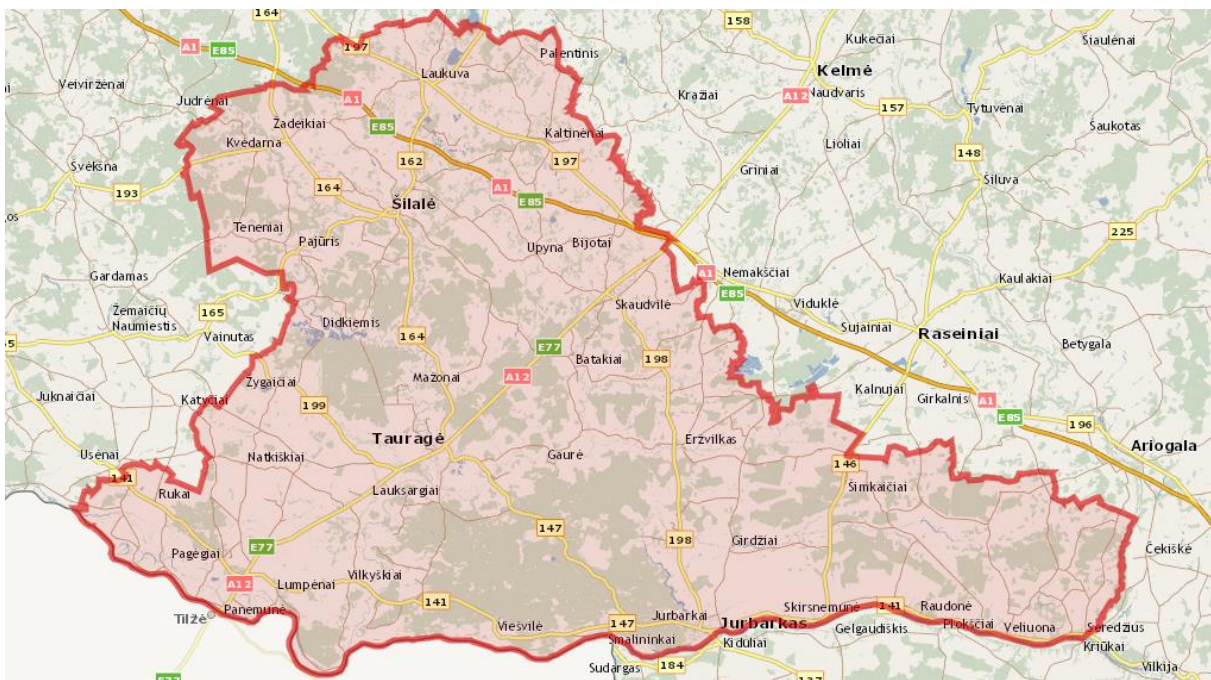 164
158
Kukečiai
Šiaulėnai
A1
E85
197
Palentinis
Laukuva
Kelmė
Veiviržėnai
Kražiai
A12
Naudvaris
Judrėnai
A1
157
Tytuvėnai
Žadeikiai
E85
Kaltinėnai
Šaukotas
Kvėdarna
Lioliai
162
197
148
Švėkšna
Griniai
193
164
A1
E85
Šilalė
Šiluva
Teneniai
225
Pajūris
Upyna
Bijotai
Gardamas
A1
Nemakščiai
Kaulakiai
E85
Skaudvilė
Viduklė
Žemaičių
Naumiestis
165
Didkiemis
Sujainiai
Vainutas
164
Raseiniai
E77
Betygala
Batakiai
198
A12
Mažonai
Žygaičiai
Kalnujai
Juknaičiai
Katyčiai
199
Girkalnis
A1
E85
196
Tauragė
Eržvilkas
Ariogala
Usėnai
Natkiškiai
Gaurė
141
146
Rukai
Lauksargiai
Šimkaičiai
147
198
Girdžiai
Pagėgiai
E77
Čekiškė
A12
Lumpėnai
Vilkyškiai
141
Panemunė
Tilžė
Skirsnemunė
141
Raudonė
Jurbarkai
Viešvilė
147
Jurbarkas
Gelgaudiškis
Plokščiai
Veliuona
Seredžius
Smalininkai
Kiduliai
Kriūkai
Sudargas
184
Vilkija
E77
137